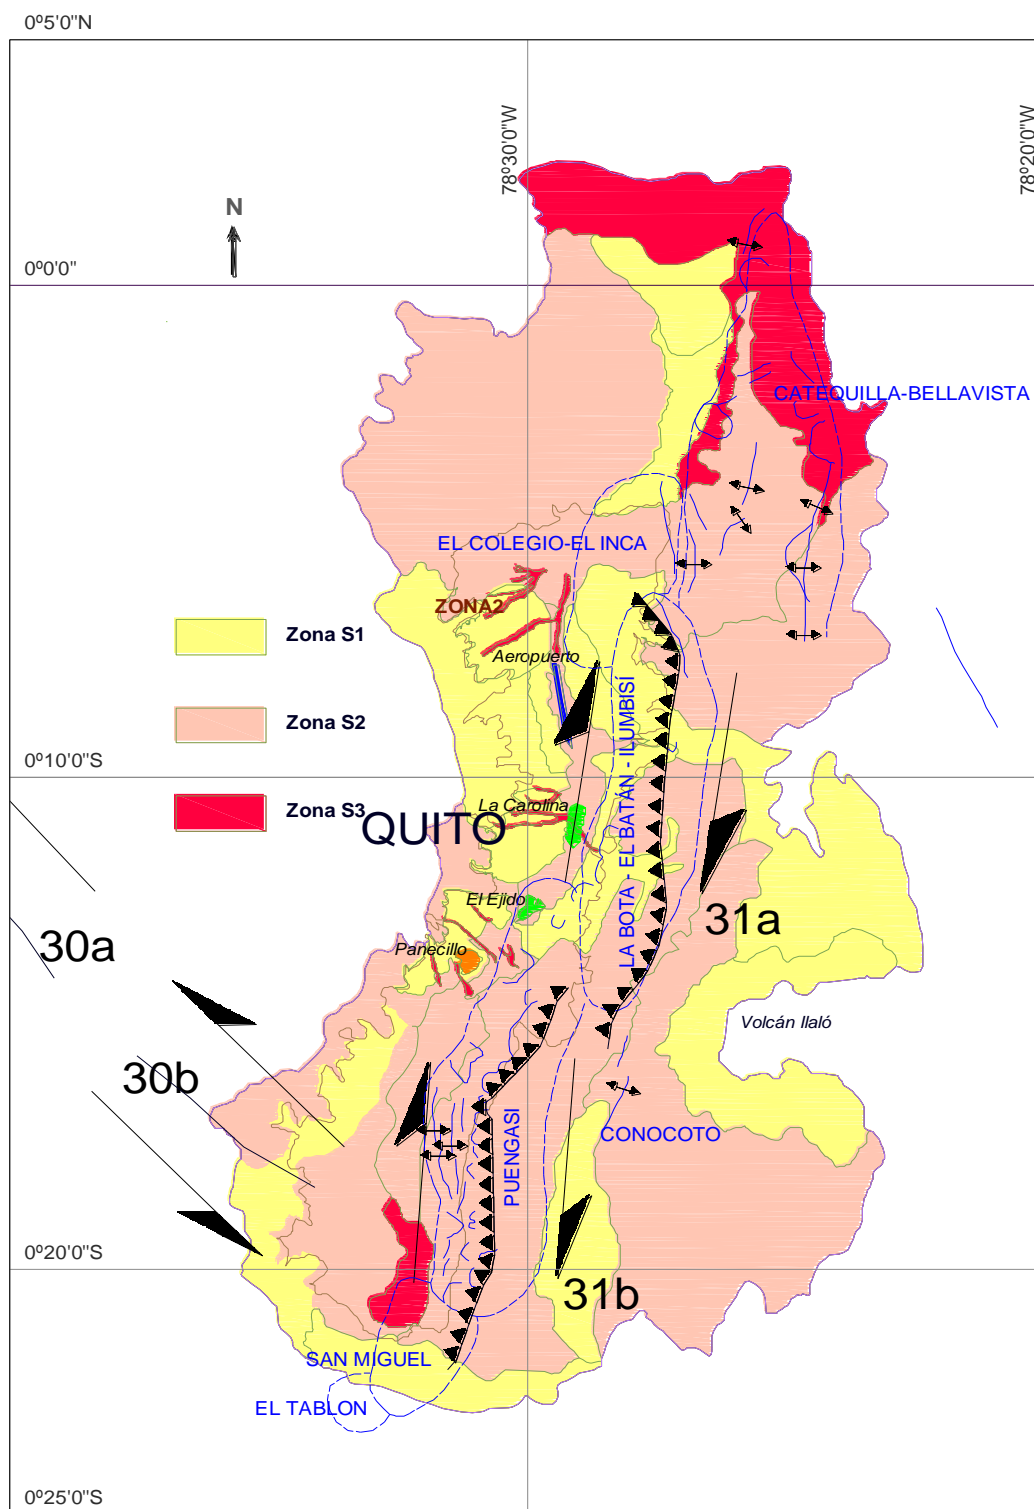 0º5'0"N
78º30'0"W
78º20'0"W
N
0º0'0"
CATEQUILLA-BELLAVISTA
EL COLEGIO-EL INCA
ZONA2
Zona S1
Aeropuerto
LA BOTA - EL BATÁN - ILUMBISÍ
Zona S2
0º10'0"S
Zona S3
La Carolina
QUITO
El Ejido
31a
30a
Panecillo
Volcán Ilaló
30b
CONOCOTO
PUENGASI
0º20'0"S
31b
SAN MIGUEL
EL TABLON
0º25'0"S